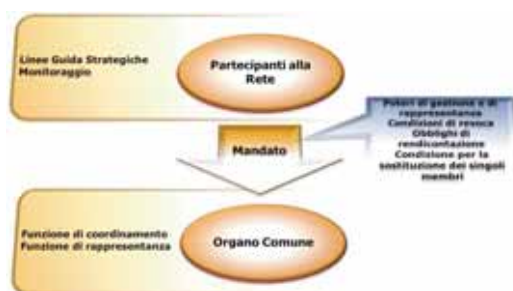 Linee Guida Strategiche
Monitoraggio
Partecipanti alla
Rete
Poteri di gestione e di
rappresentanza
Condizioni di revoca
Obblighi di
rendicontazione
Condizione per la
sostituzione dei singoli
membri
Mandato
Funzione di coordinamento
Funzione di rappresentanza
Organo Comune